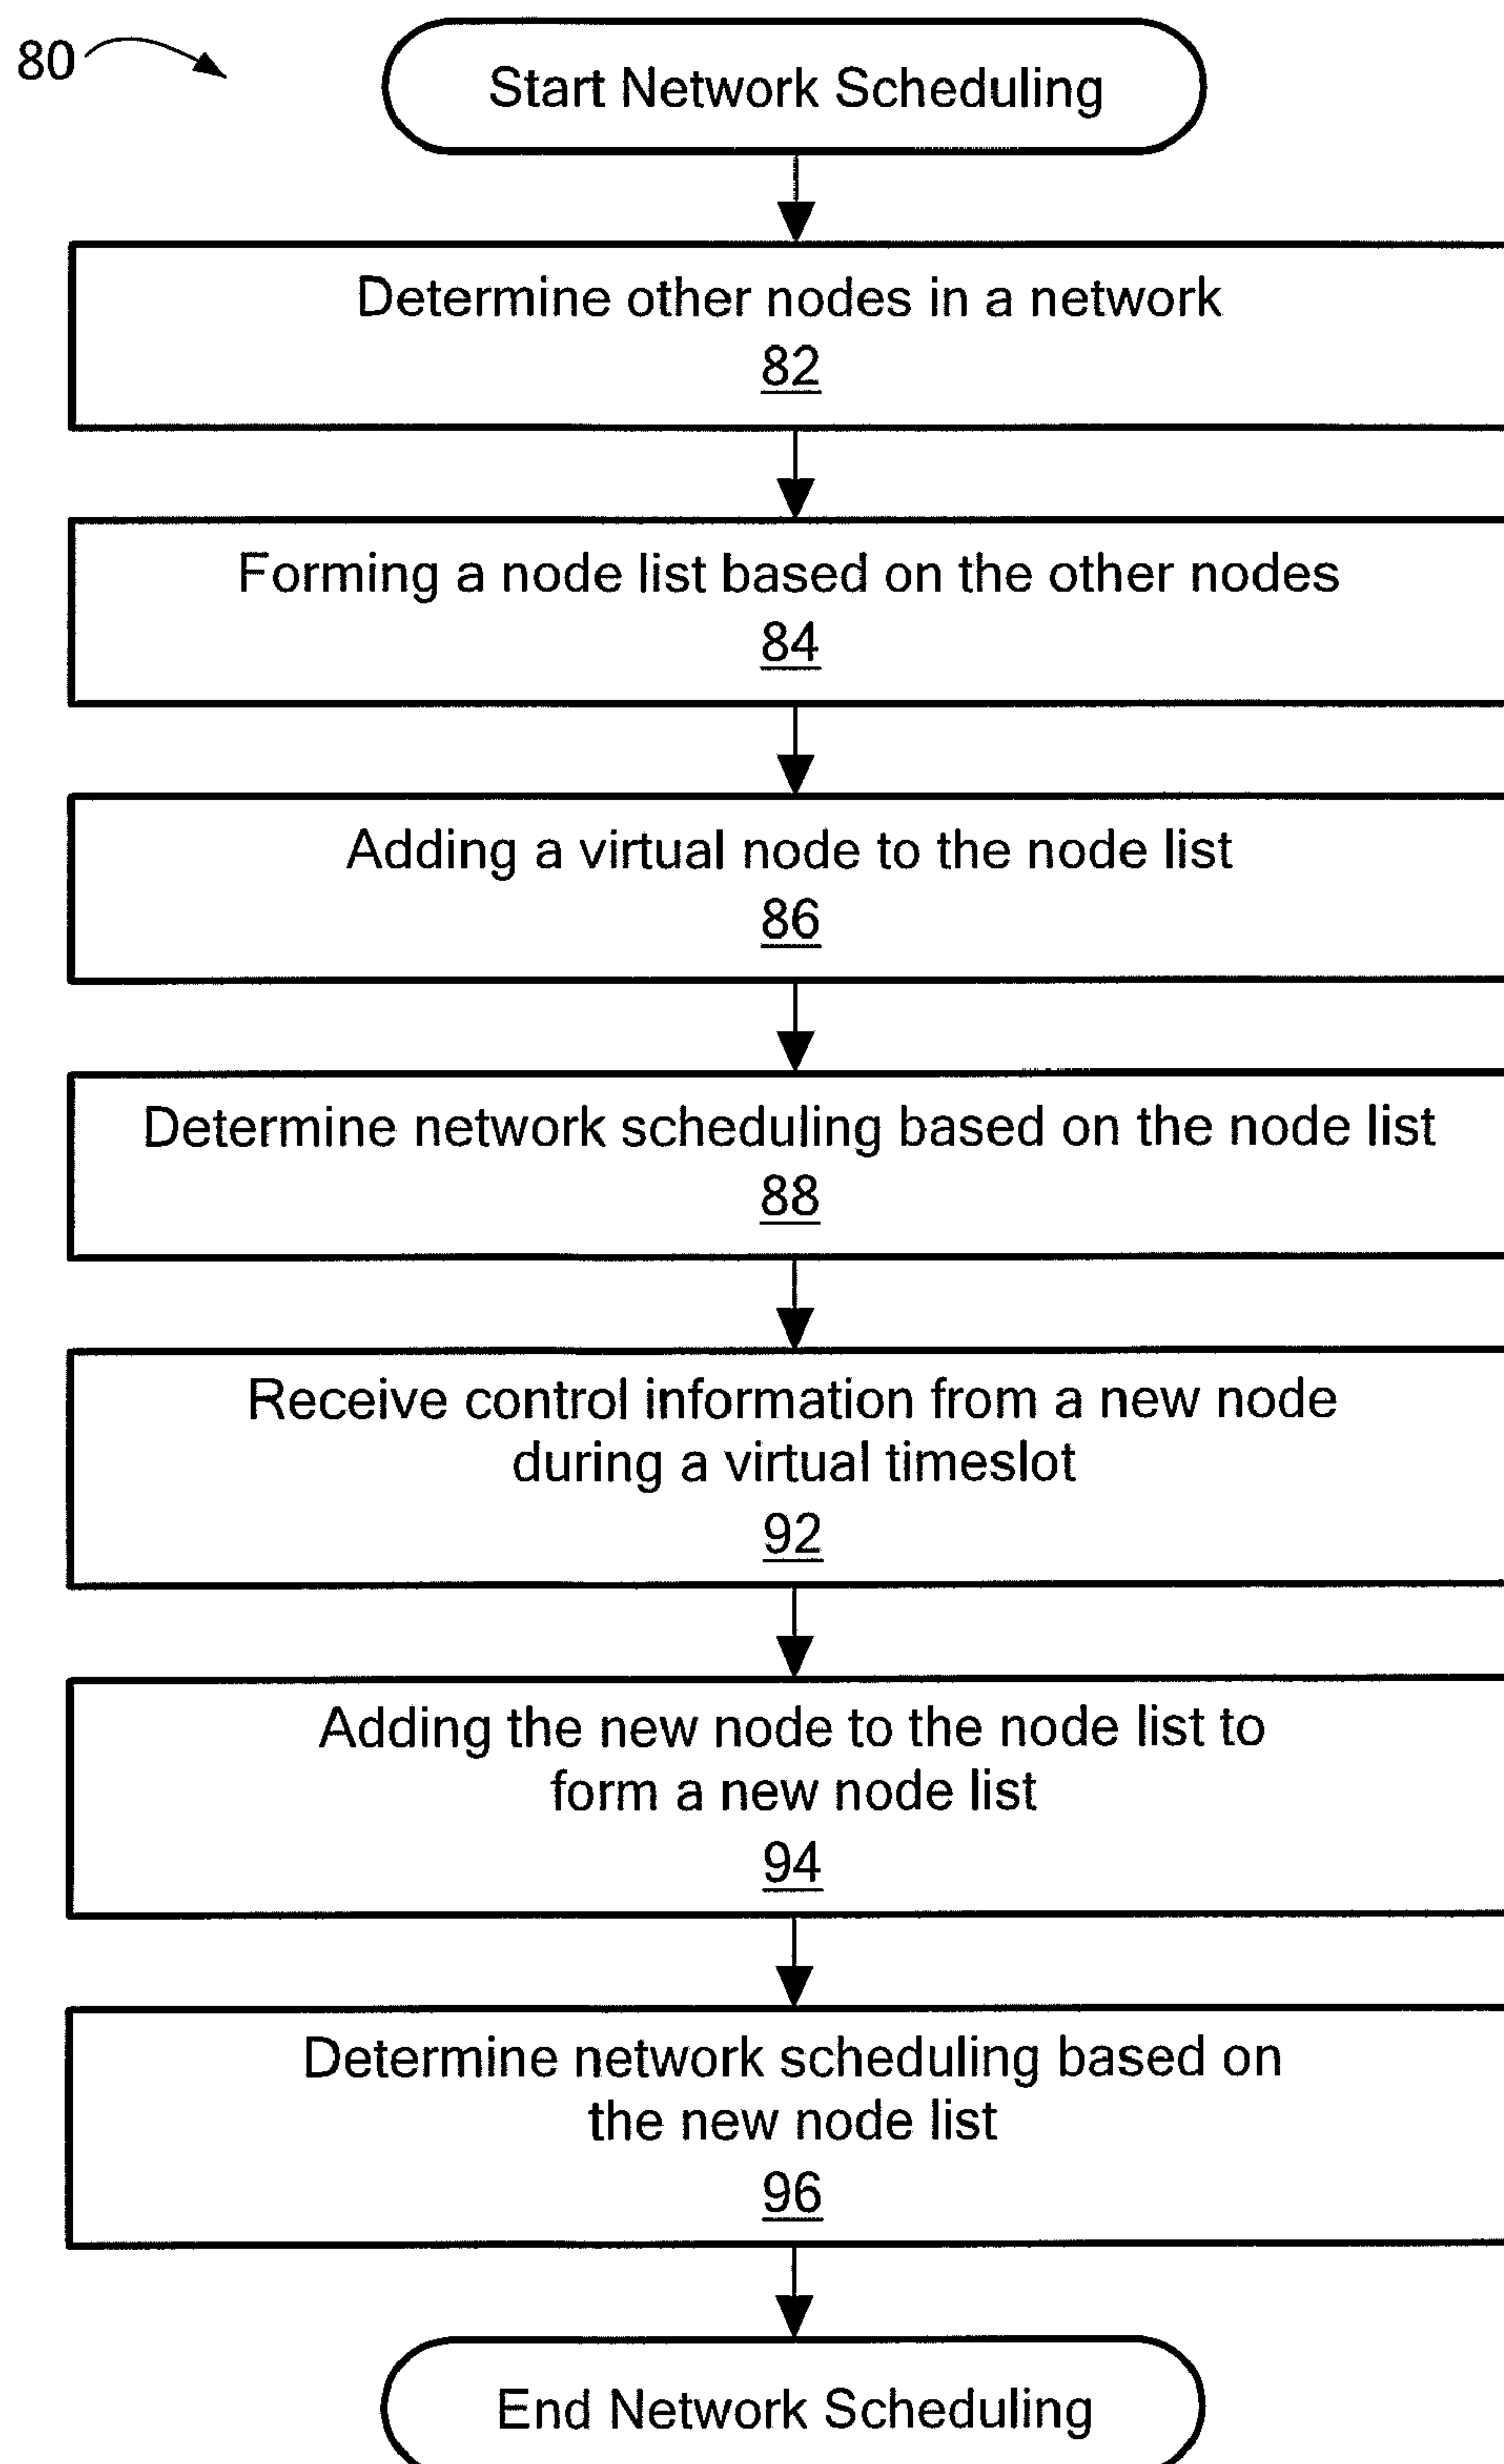 80
Start Network Scheduling
Determine other nodes in a network
82
Forming a node list based on the other nodes
84
Adding a virtual node to the node list
86
Determine network scheduling based on the node list
88
Receive control information from a new node
during a virtual timeslot
92
Adding the new node to the node list to
form a new node list
94
Determine network scheduling based on
the new node list
96
End Network Scheduling